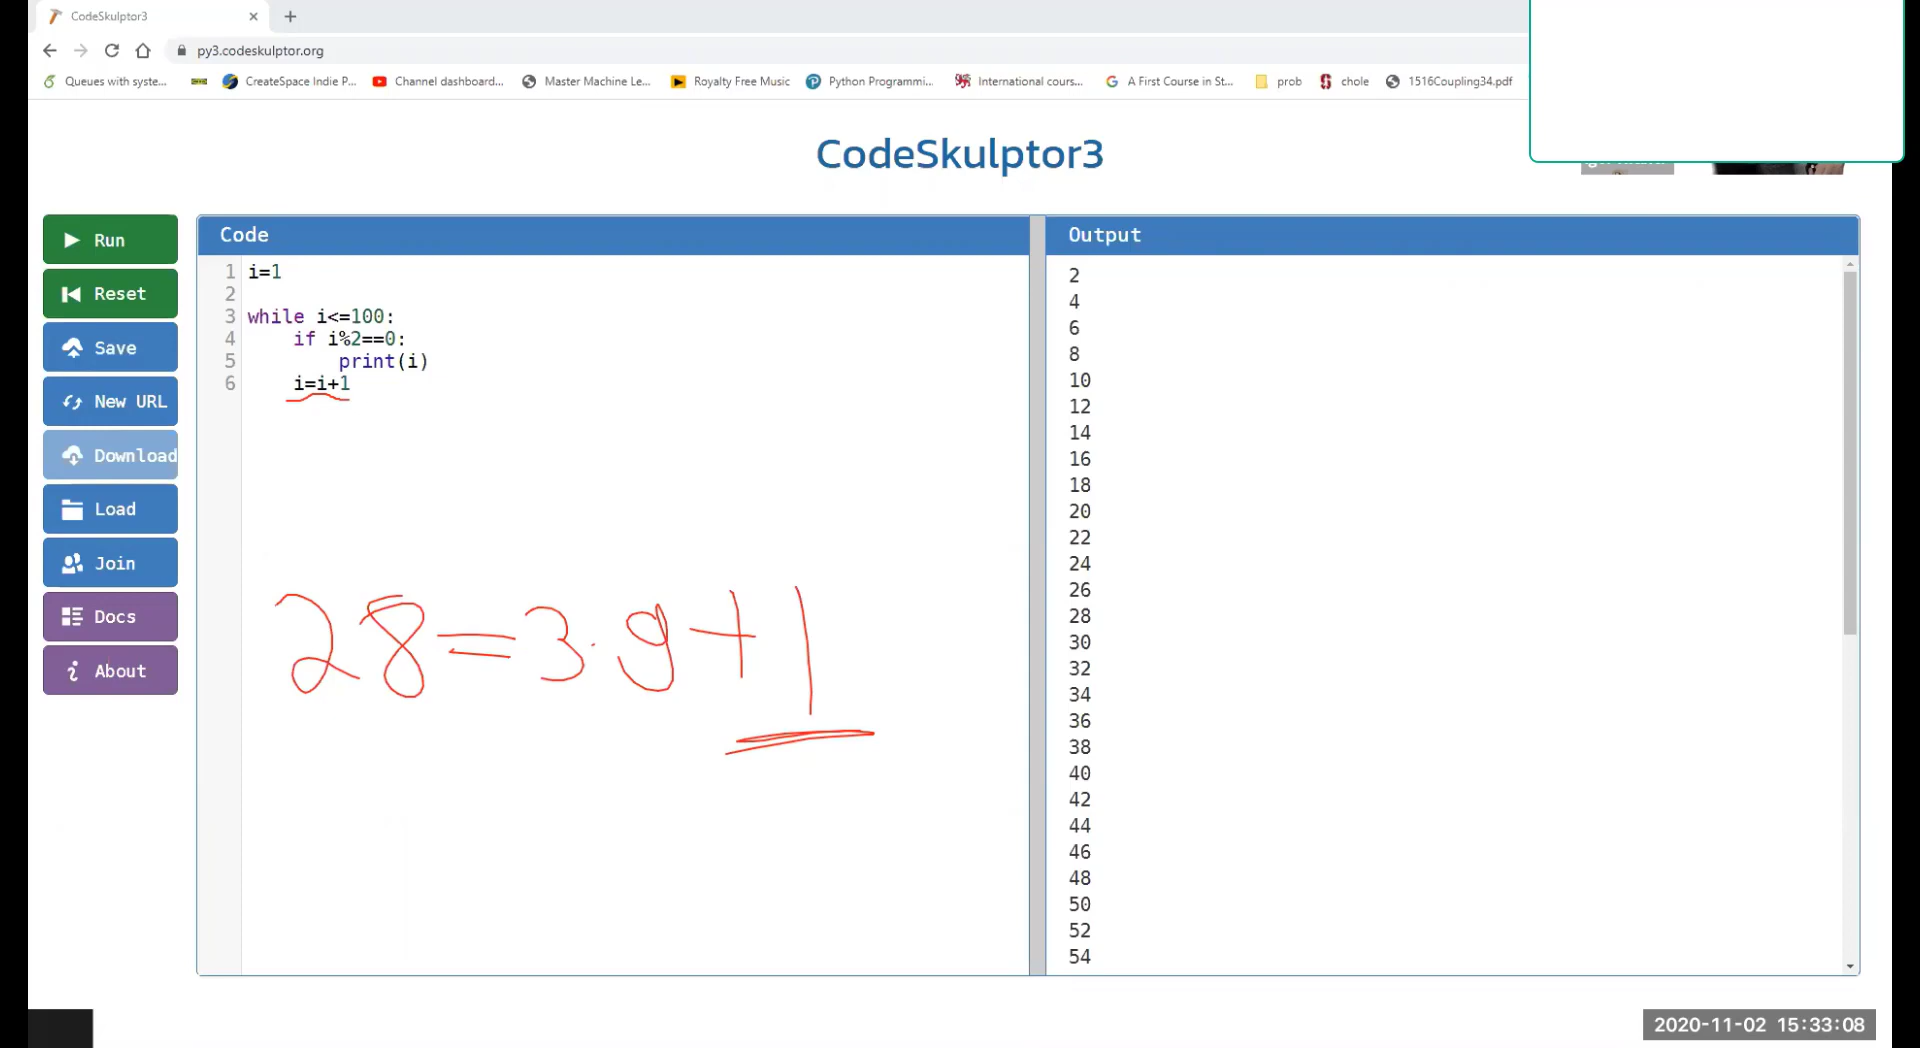 CodeSkulptor3
py3.codeskulptor.org
Queues with syste... CreateSpace Indie P... Channel dashboard... Master Machine Le... Royalty Free Music Python Programmi... International cours... A First Course in St... prob chole 1516Coupling34.pdf
CodeSkulptor3
Run
Reset
Save
New URL
Download
Load
Join
Docs
About
Code
1 i=1
2
3 while i<=100:
4 if i%2==0:
5 print(i)
6 i=i+1
28=3·9+1
Output
2
4
6
8
10
12
14
16
18
20
22
24
26
28
30
32
34
36
38
40
42
44
46
48
50
52
54
2020-11-02 15:33:08